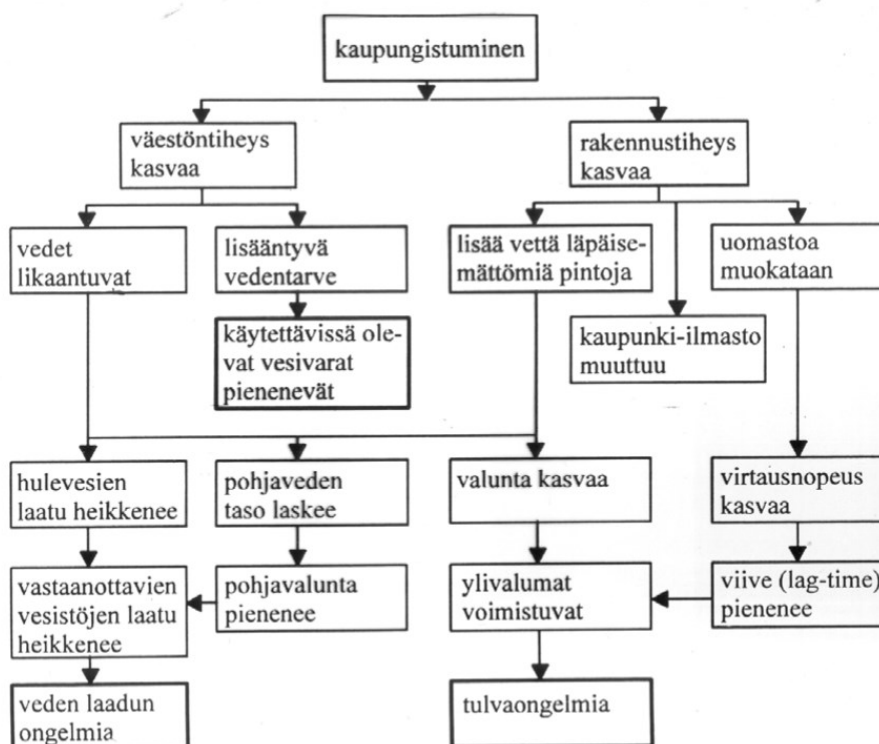 kaupungistuminen
väestöntiheys
kasvaa
rakennustiheys
kasvaa
vedet
likaantuvat
lisääntyvä
vedentarve
lisää vettä läpäise-
mättömiä pintoja
uomastoa
muokataan
käytettävissä ole-
vat vesivarat
pienenevät
kaupunki-ilmasto
muuttuu
hulevesien
laatu heikkenee
pohjaveden
taso laskee
valunta kasvaa
virtausnopeus
kasvaa
vastaanottavien
vesistöjen laatu
heikkenee
pohjavalunta
pienenee
ylivalumat
voimistuvat
viive (lag-time)
pienenee
veden laadun
ongelmia
tulvaongelmia